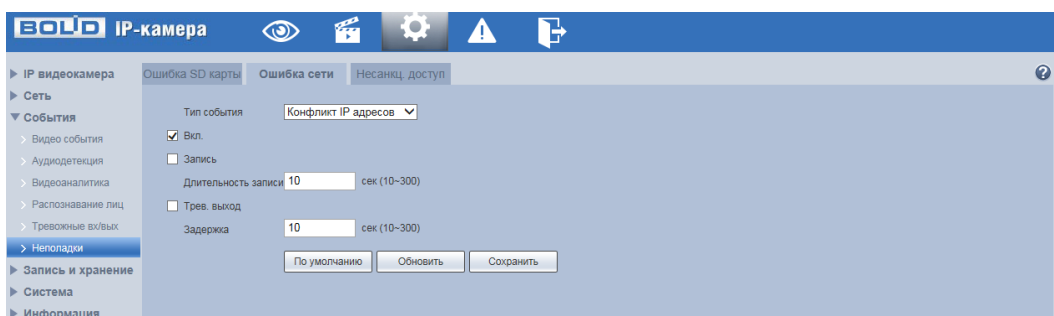 BOLID IP-камера
IP видеокамера
Сеть
События
Видео события
Аудиодетекция
Видеоаналитика
Распознавание лиц
Тревожные вх/вых
Неполадки
Запись и хранение
Система
Информация
Ошибка SD карты Ошибка сети Несанкц. доступ
Тип события Конфликт IP адресов
Вкл.
Запись
Длительность записи 10 сек (10~300)
Трев. выход
Задержка 10 сек (10~300)
По умолчанию Обновить Сохранить